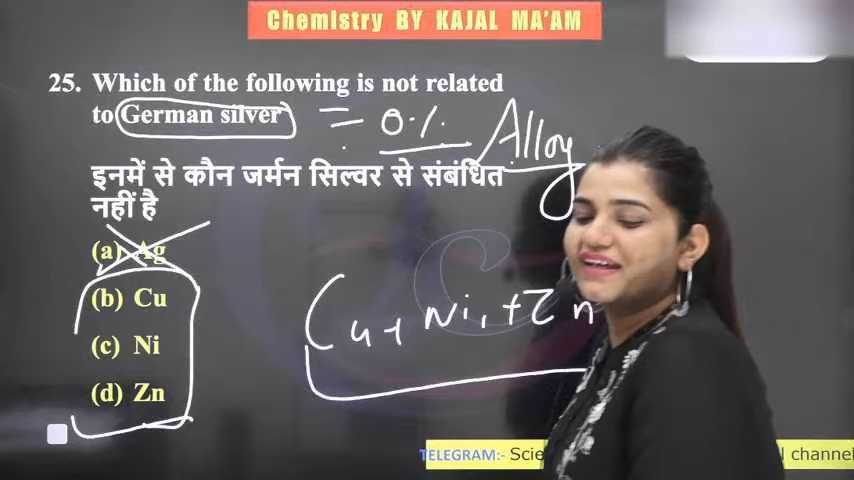 Chemistry BY KAJAL MA'AM
25. Which of the following is not related
to German silver = 0%. Alloy
इनमें से कौन जर्मन सिल्वर से संबंधित
नहीं है
(a) Ag
(b) Cu
(c) Ni
(d) Zn
Cu + Ni + Zn
TELEGRAM:- Scie
l channel